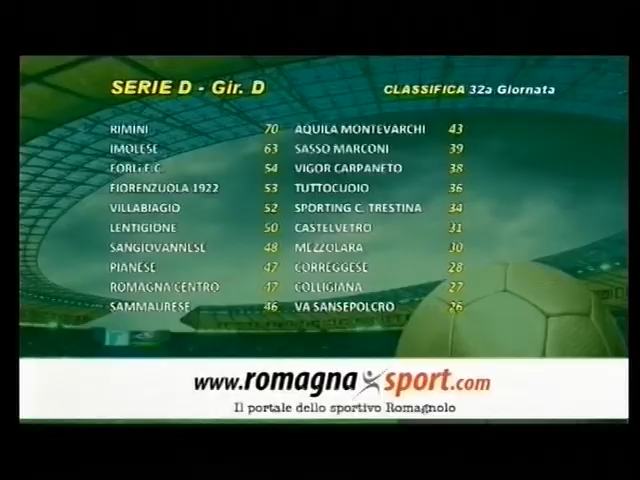 SERIE D - Gir. D
CLASSIFICA 32a Giornata
RIMINI 70
IMOLESE 63
FORLì F.C. 54
FIORENZUOLA 1922 53
VILLABIAGIO 52
LENTIGIONE 50
SANGIOVANNESE 48
PIANESE 47
ROMAGNA CENTRO 47
SAMMAURESE 46
AQUILA MONTEVARCHI 43
SASSO MARCONI 39
VIGOR CARPANETO 38
TUTTOCUOIO 36
SPORTING C. TRESTINA 34
CASTELVETRO 31
MEZZOLARA 30
CORREGGESE 28
COLLIGIANA 27
VA SANSEPOLCRO 26
www.romagnasport.com
Il portale dello sportivo Romagnolo